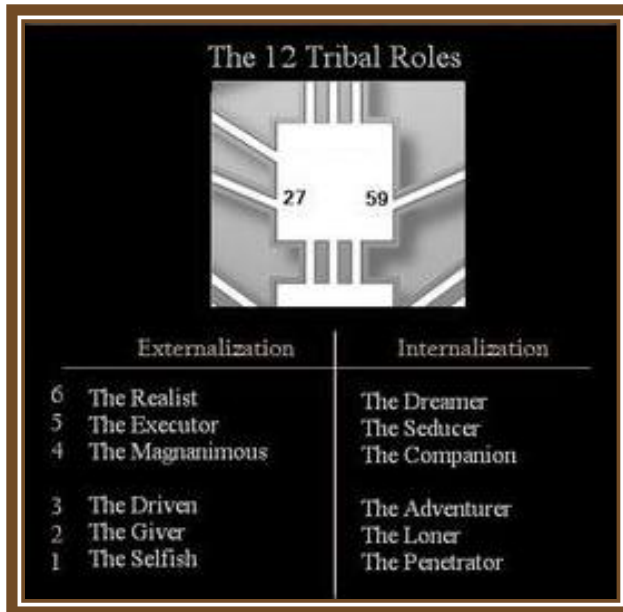 The 12 Tribal Roles
27 59
Externalization Internalization
6 The Realist The Dreamer
5 The Executor The Seducer
4 The Magnanimous The Companion
3 The Driven The Adventurer
2 The Giver The Loner
1 The Selfish The Penetrator